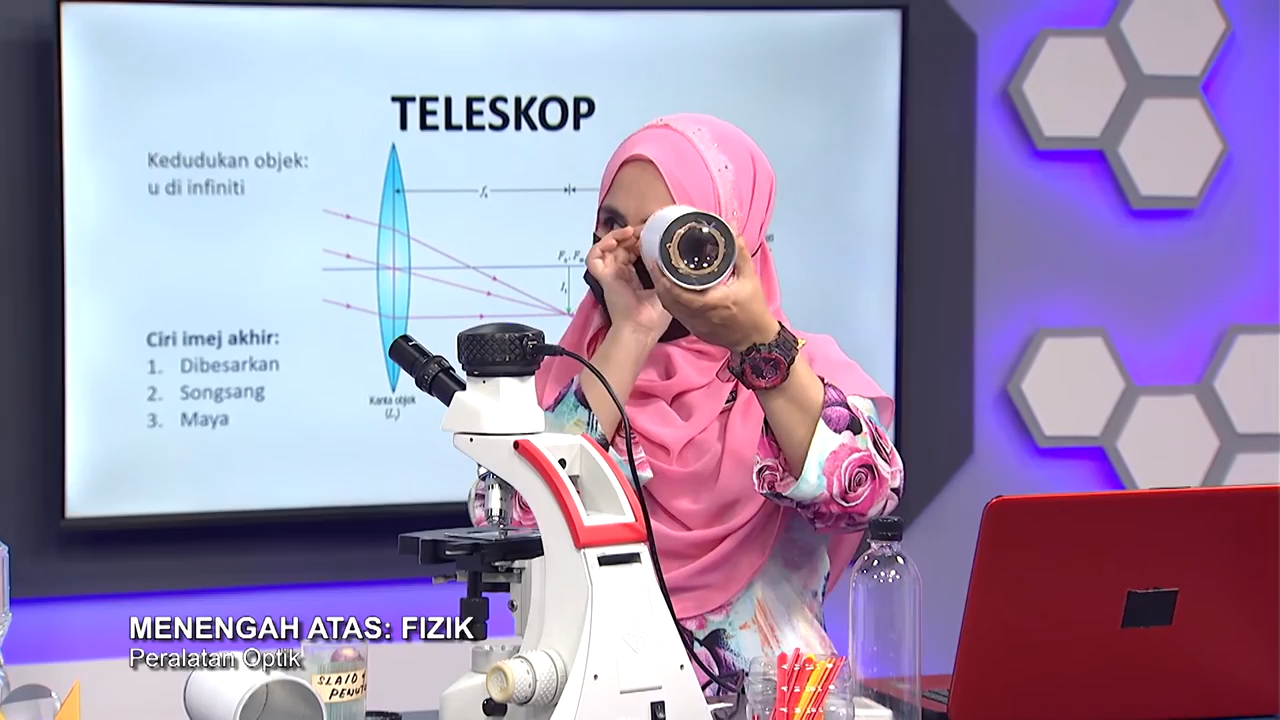 TELESKOP
Kedudukan objek:
u di infiniti
Ciri imej akhir:
1. Dibesarkan
2. Songsang
3. Maya
Kanta objek
MENENGAH ATAS: FIZIK
Peralatan Optik
SLAID